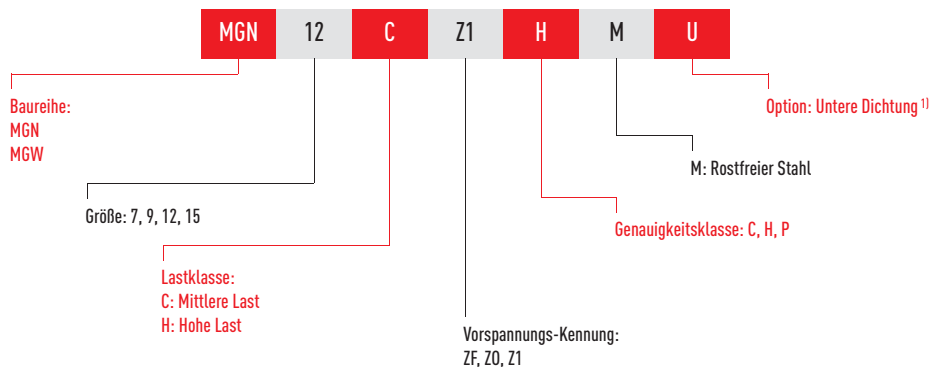 MGN 12 C Z1 H M U
Baureihe:
MGN
MGW
Option: Untere Dichtung 1)
M: Rostfreier Stahl
Größe: 7, 9, 12, 15
Genauigkeitsklasse: C, H, P
Lastklasse:
C: Mittlere Last
H: Hohe Last
Vorspannungs-Kennung:
ZF, Z0, Z1